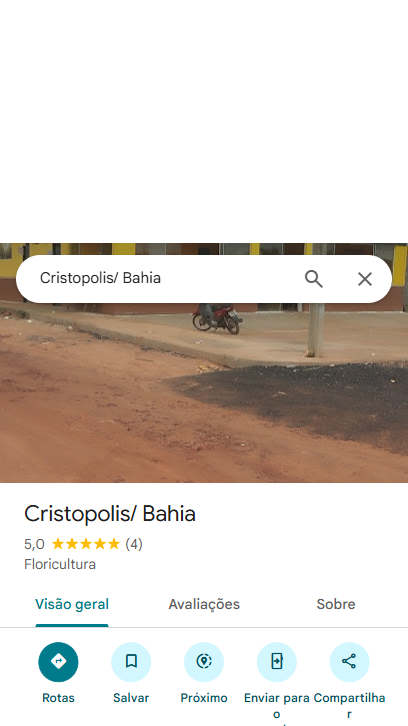 Cristopolis/ Bahia
Cristopolis/ Bahia
5,0 (4)
Floricultura
Visão geral Avaliações Sobre
Rotas Salvar Próximo Enviar para o Compartilhar